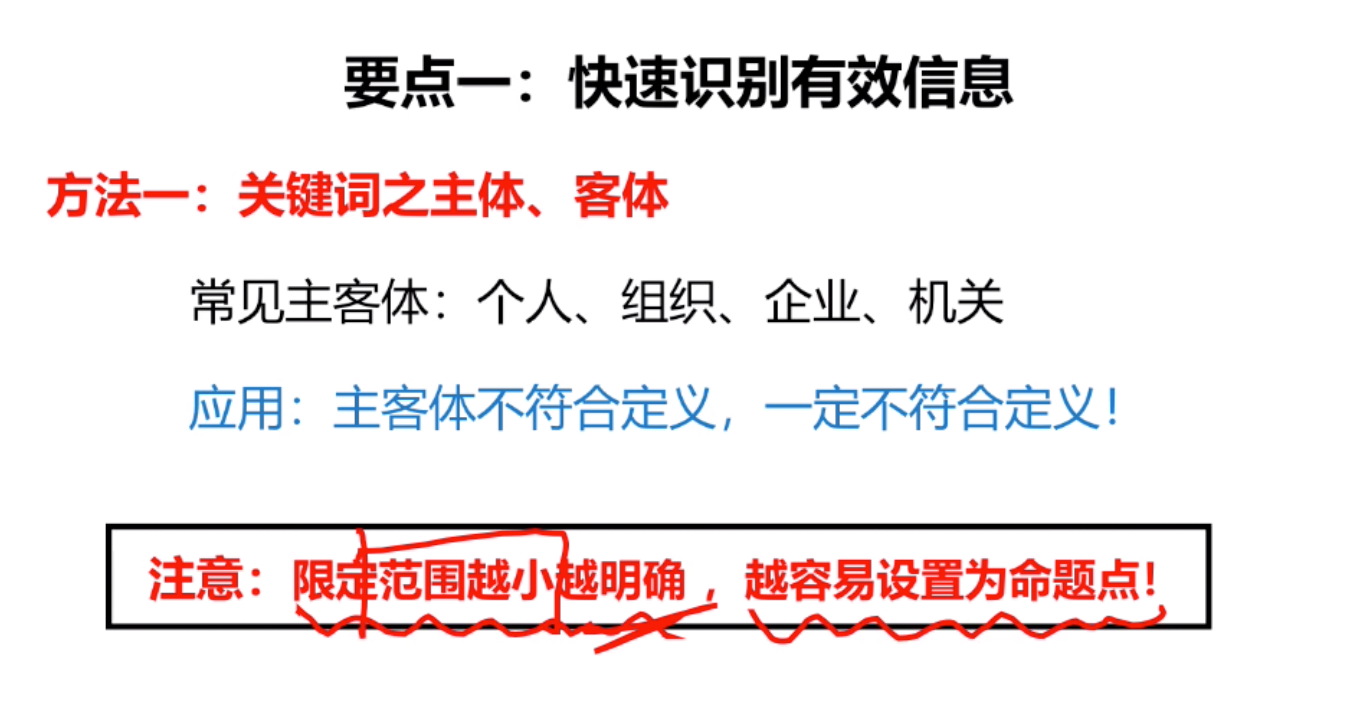 要点一：快速识别有效信息
方法一：关键词之主体、客体
常见主客体：个人、组织、企业、机关
应用：主客体不符合定义，一定不符合定义！
注意：限定范围越小越明确，越容易设置为命题点！